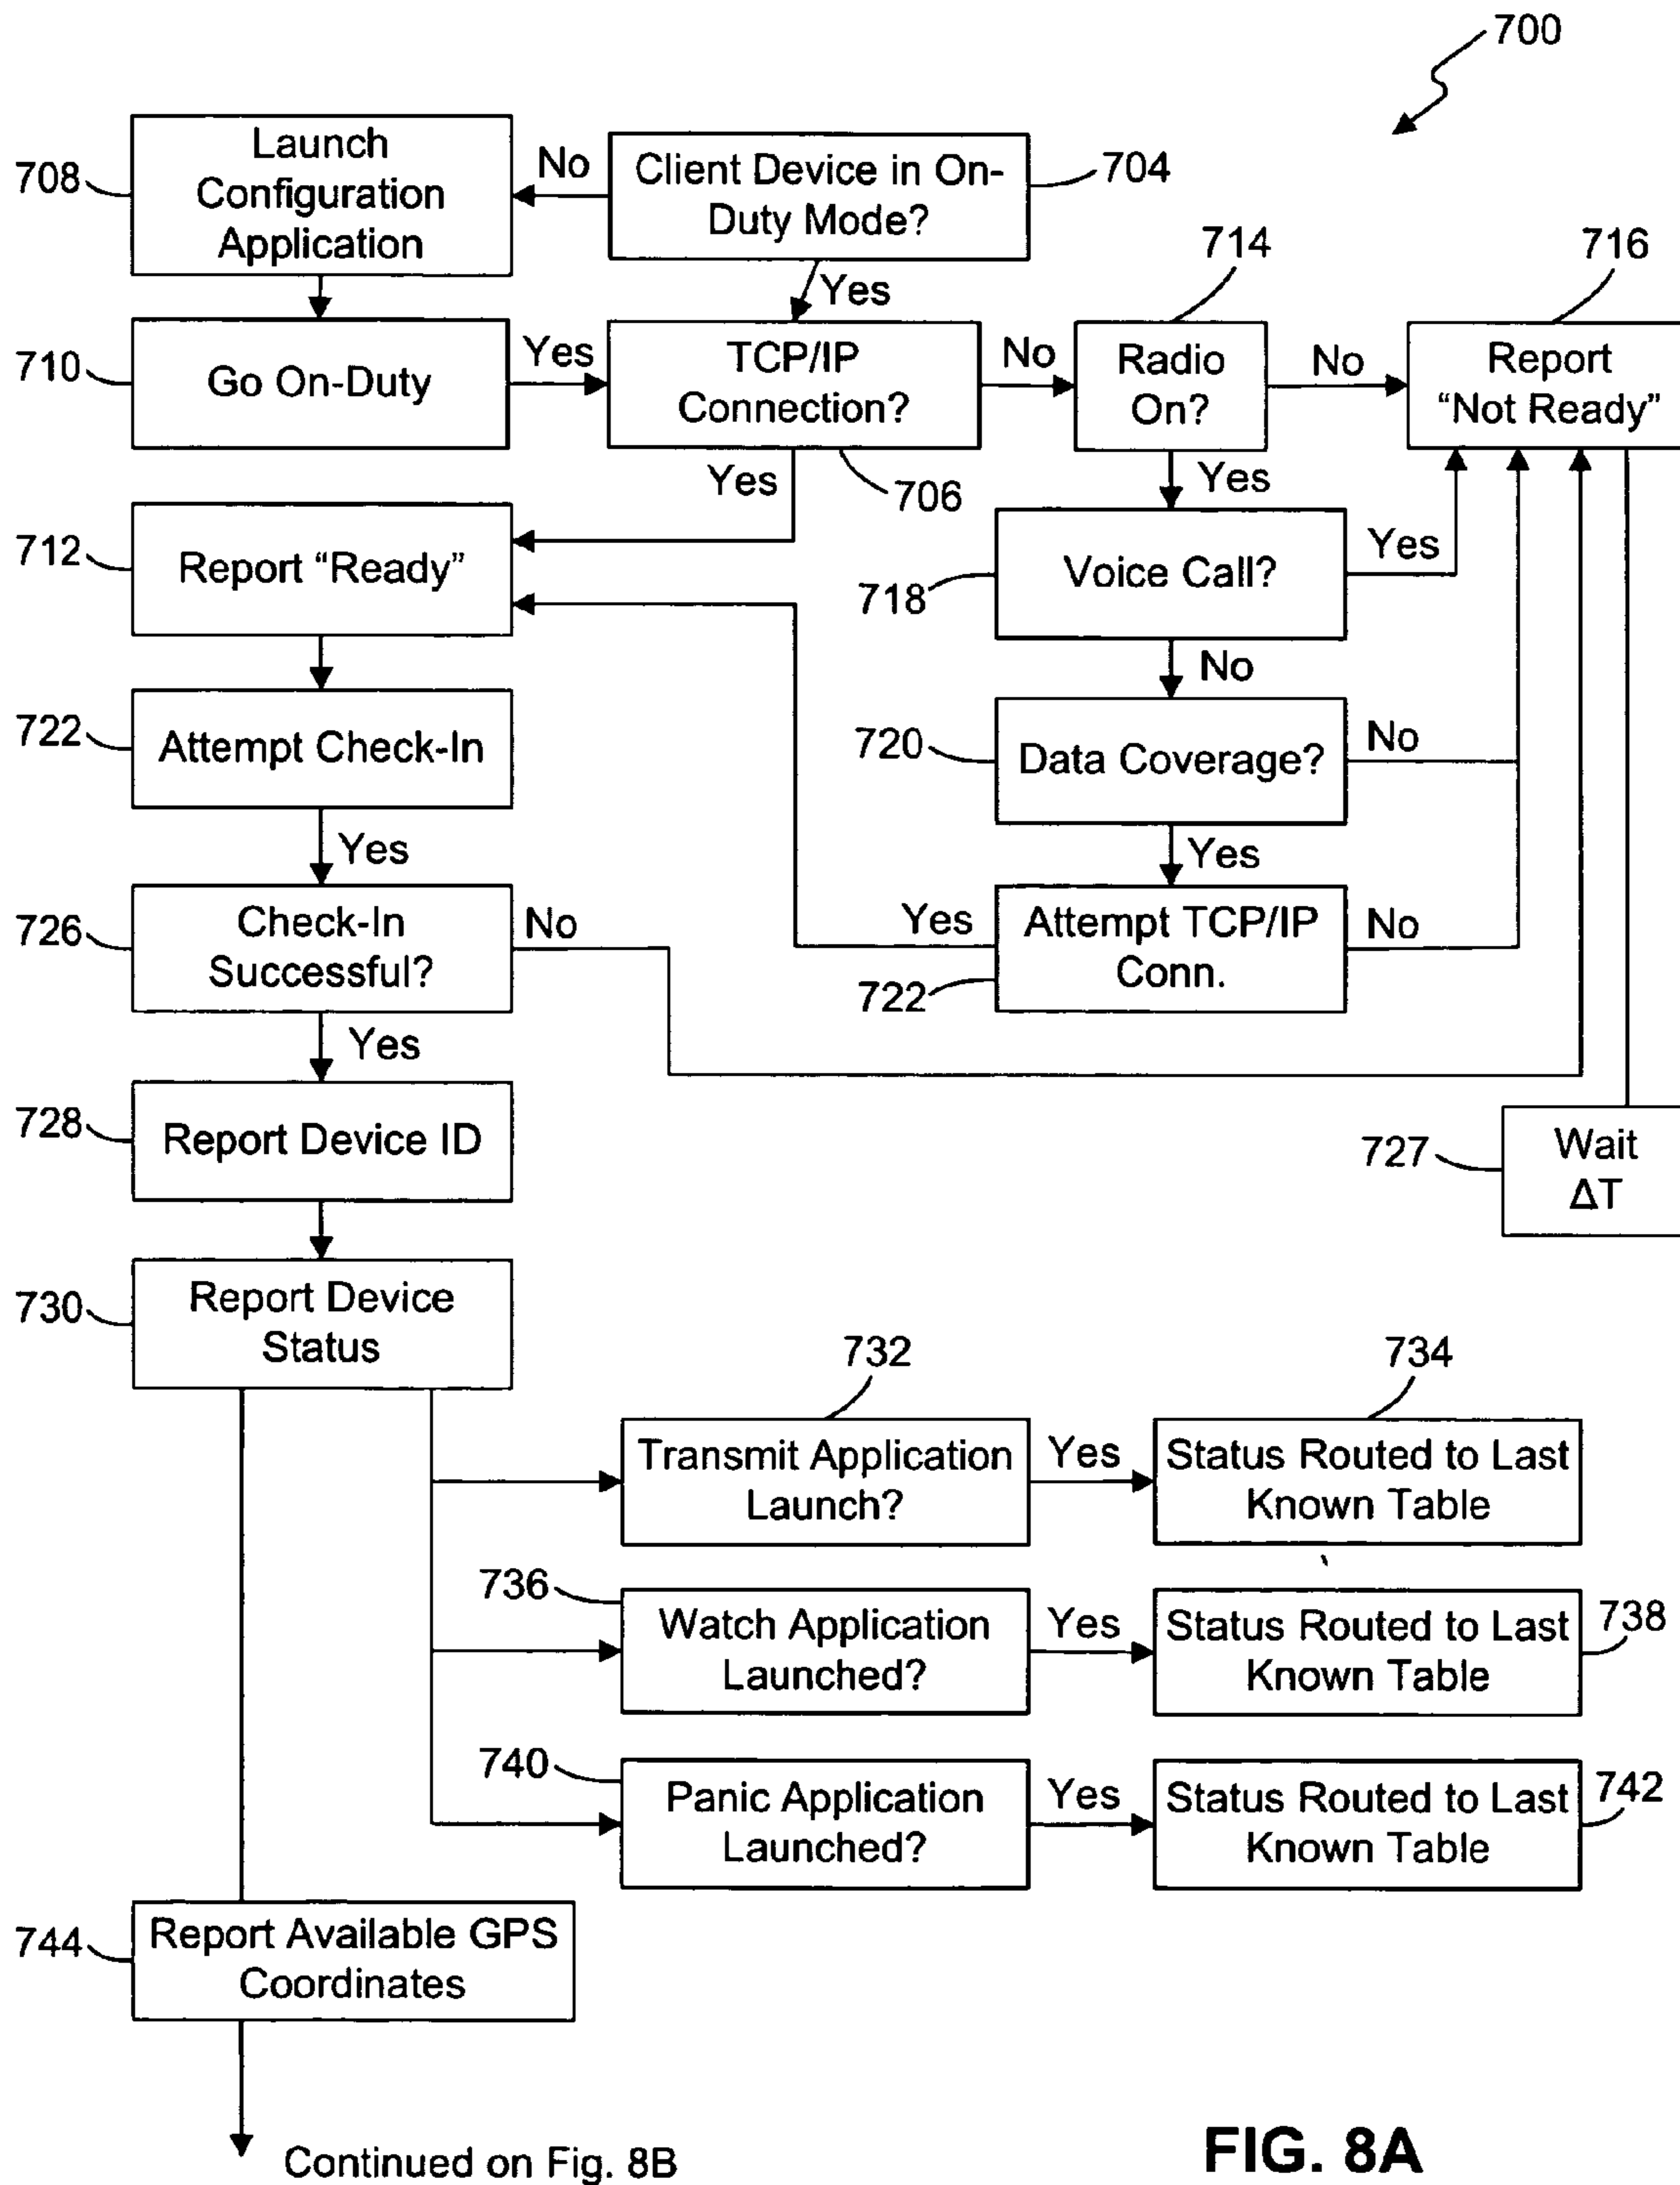 700
Launch
Configuration
Application
708
No
Client Device in On-
Duty Mode?
704
Yes
714
716
710
Go On-Duty
Yes
TCP/IP
Connection?
706
No
Radio
On?
No
Report
“Not Ready”
Yes
Yes
712
Report “Ready”
718
Voice Call?
Yes
No
722
Attempt Check-In
720
Data Coverage?
No
Yes
Yes
726
Check-In
Successful?
No
Yes
Attempt TCP/IP
Conn.
722
No
Yes
728
Report Device ID
727
Wait
ΔT
730
Report Device
Status
732
734
Transmit Application
Launch?
Yes
Status Routed to Last
Known Table
736
Watch Application
Launched?
Yes
Status Routed to Last
Known Table
738
740
Panic Application
Launched?
Yes
Status Routed to Last
Known Table
742
744
Report Available GPS
Coordinates
Continued on Fig. 8B
FIG. 8A